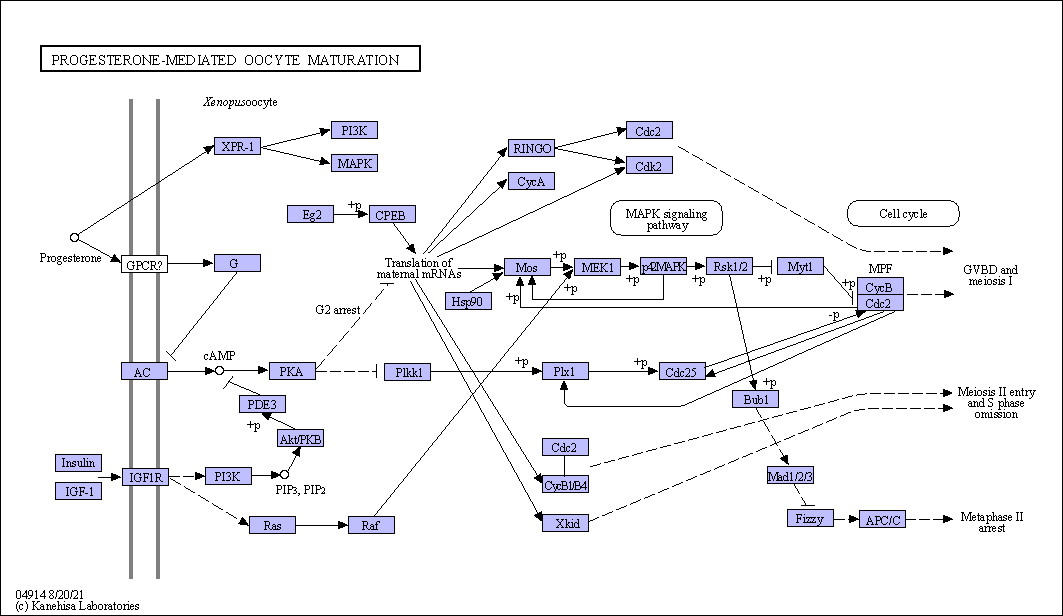 PROGESTERONE-MEDIATED OOCYTE MATURATION
Xenopusoocyte
XPR-1
PI3K
MAPK
RINGO
CycA
Cdc2
Cdk2
Eg2
+p
CPEB
MAPK signaling
pathway
Cell cycle
Progesterone
GPCR?
G
Translation of
maternal mRNAs
Mos
+p
MEK1
+p
p42MAPK
+p
Rsk1/2
+p
Myt1
+p
MPF
CycB
Cdc2
GVBD and
meiosis I
Hsp90
+p
G2 arrest
-p
AC
cAMP
PKA
Plkk1
+p
Plx1
+p
Cdc25
+p
Bub1
PDE3
+p
Akt/PKB
Meiosis II entry
and S phase
omission
Insulin
IGF-1
IGF1R
PI3K
PIP3, PIP2
Cdc2
CycB1/B4
Mad1/2/3
Ras
Raf
Xkid
Fizzy
APC/C
Metaphase II
arrest
04914 8/20/21
(c) Kanehisa Laboratories